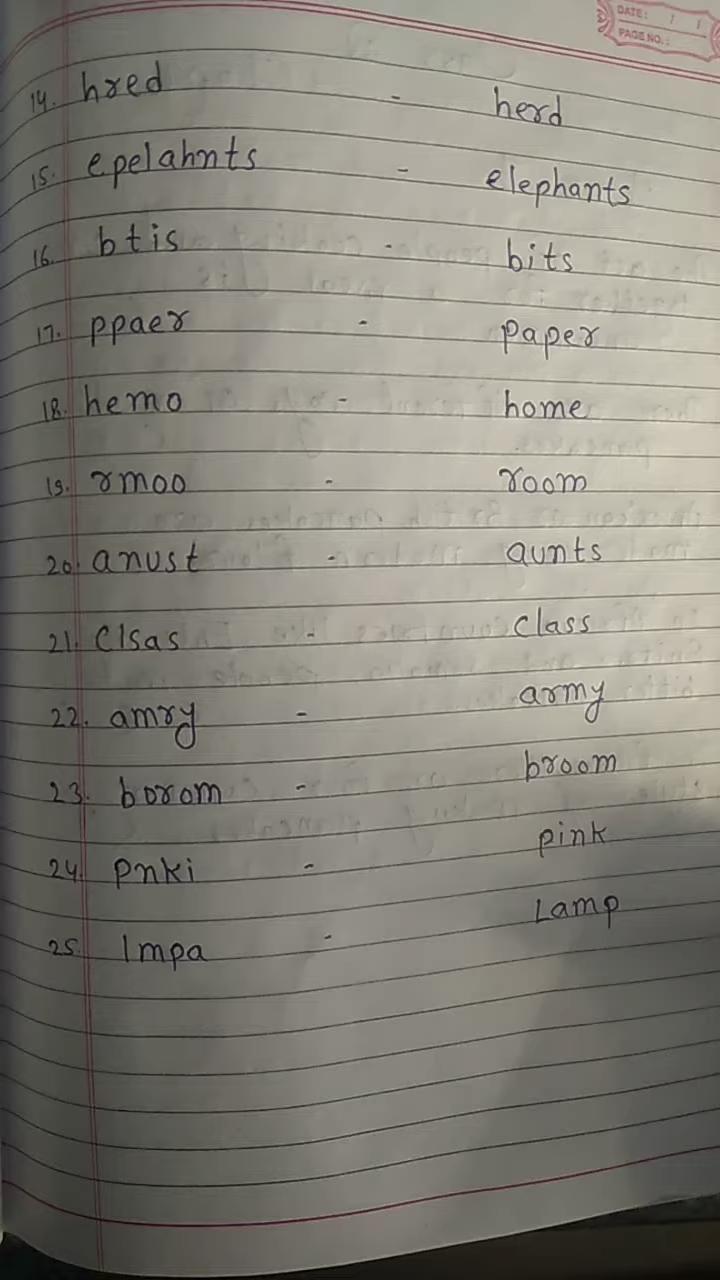 DATE: / /
PAGE NO.:
14. hred - herd
15. epelahnts - elephants
16. btis - bits
17. ppaer - paper
18. hemo - home
19. rmoo - room
20. anust - aunts
21. Clsas - Class
22. amry - army
23. borom - broom
24. pnki - pink
25. lmpa - Lamp